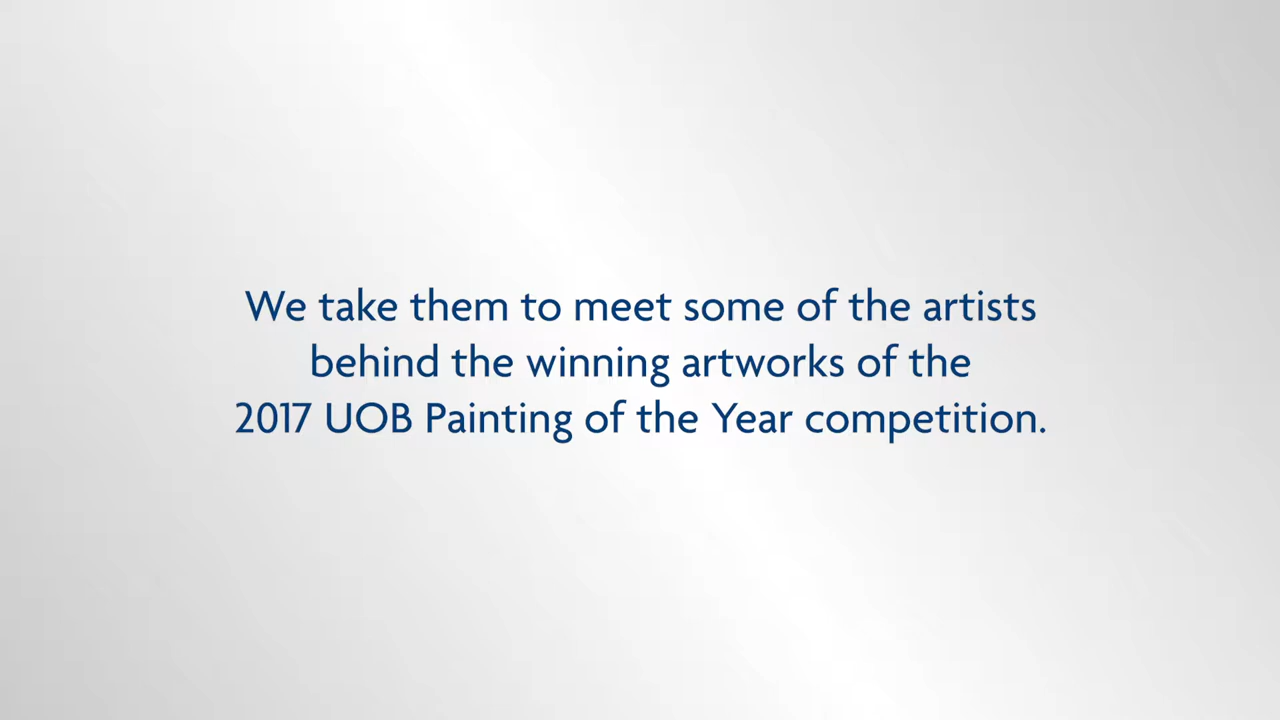 We take them to meet some of the artists
behind the winning artworks of the
2017 UOB Painting of the Year competition.